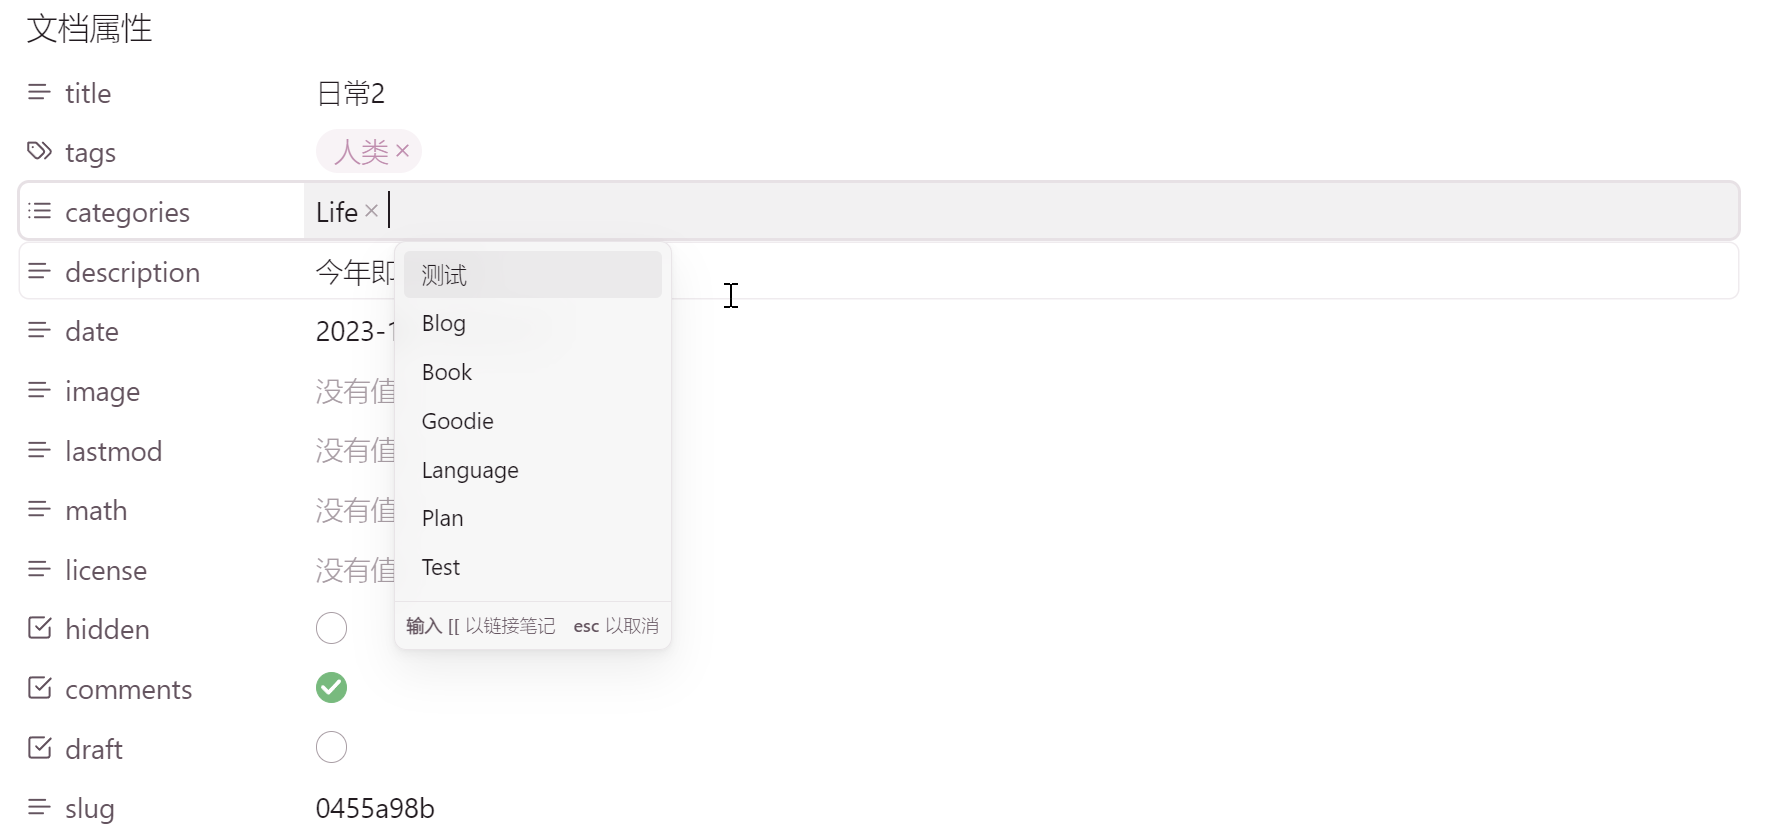 文档属性
title 日常2
tags 人类 ×
categories Life ×
description 今年即
测试
Blog
Book
Goodie
Language
Plan
Test
输入 [[ 以链接笔记 esc 以取消
date 2023-1
image 没有值
lastmod 没有值
math 没有值
license 没有值
hidden
comments
draft
slug 0455a98b